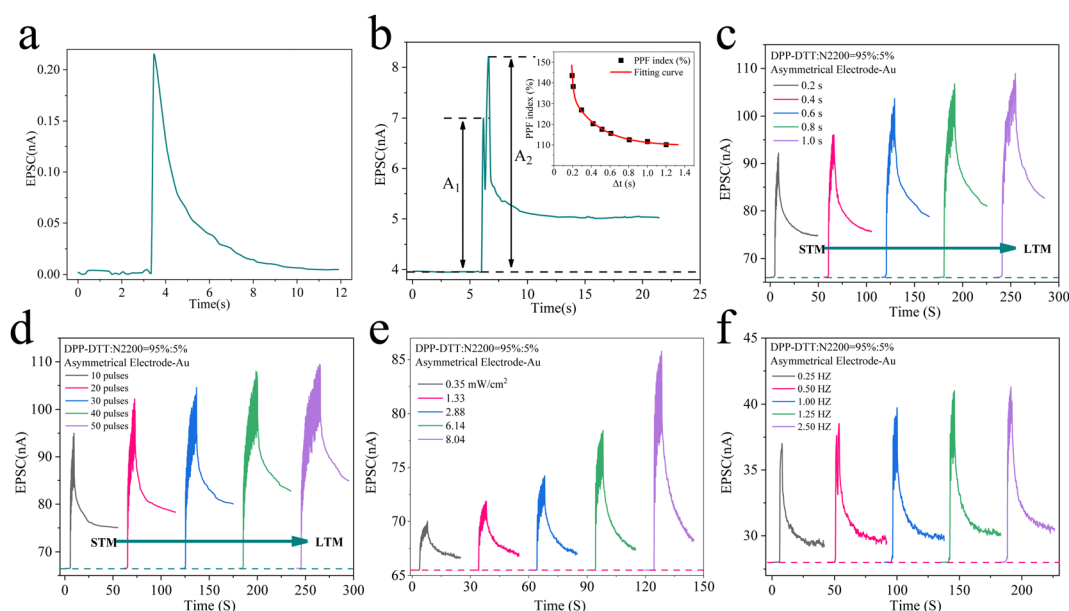 a
EPSC(nA)
0.20
0.15
0.10
0.05
0.00
0
2
4
6
8
10
12
Time(s)
b
EPSC(nA)
9
8
7
6
5
4
0
5
10
15
20
25
Time(s)
A1
A2
PPF index (%)
150
140
130
120
110
PPF index (%)
Fitting curve
0.0 0.2 0.4 0.6 0.8 1.0 1.2 1.4
Δt (s)
c
DPP-DTT:N2200=95%:5%
Asymmetrical Electrode-Au
0.2 s
0.4 s
0.6 s
0.8 s
1.0 s
EPSC(nA)
110
100
90
80
70
STM
LTM
0
50
100
150
200
250
300
Time (S)
d
DPP-DTT:N2200=95%:5%
Asymmetrical Electrode-Au
10 pulses
20 pulses
30 pulses
40 pulses
50 pulses
EPSC(nA)
110
100
90
80
70
STM
LTM
0
50
100
150
200
250
300
Time (S)
e
DPP-DTT:N2200=95%:5%
Asymmetrical Electrode-Au
0.35 mW/cm²
1.33
2.88
6.14
8.04
EPSC(nA)
85
80
75
70
65
0
30
60
90
120
150
Time (S)
f
DPP-DTT:N2200=95%:5%
Asymmetrical Electrode-Au
0.25 HZ
0.50 HZ
1.00 HZ
1.25 HZ
2.50 HZ
EPSC(nA)
45
40
35
30
0
50
100
150
200
Time (S)